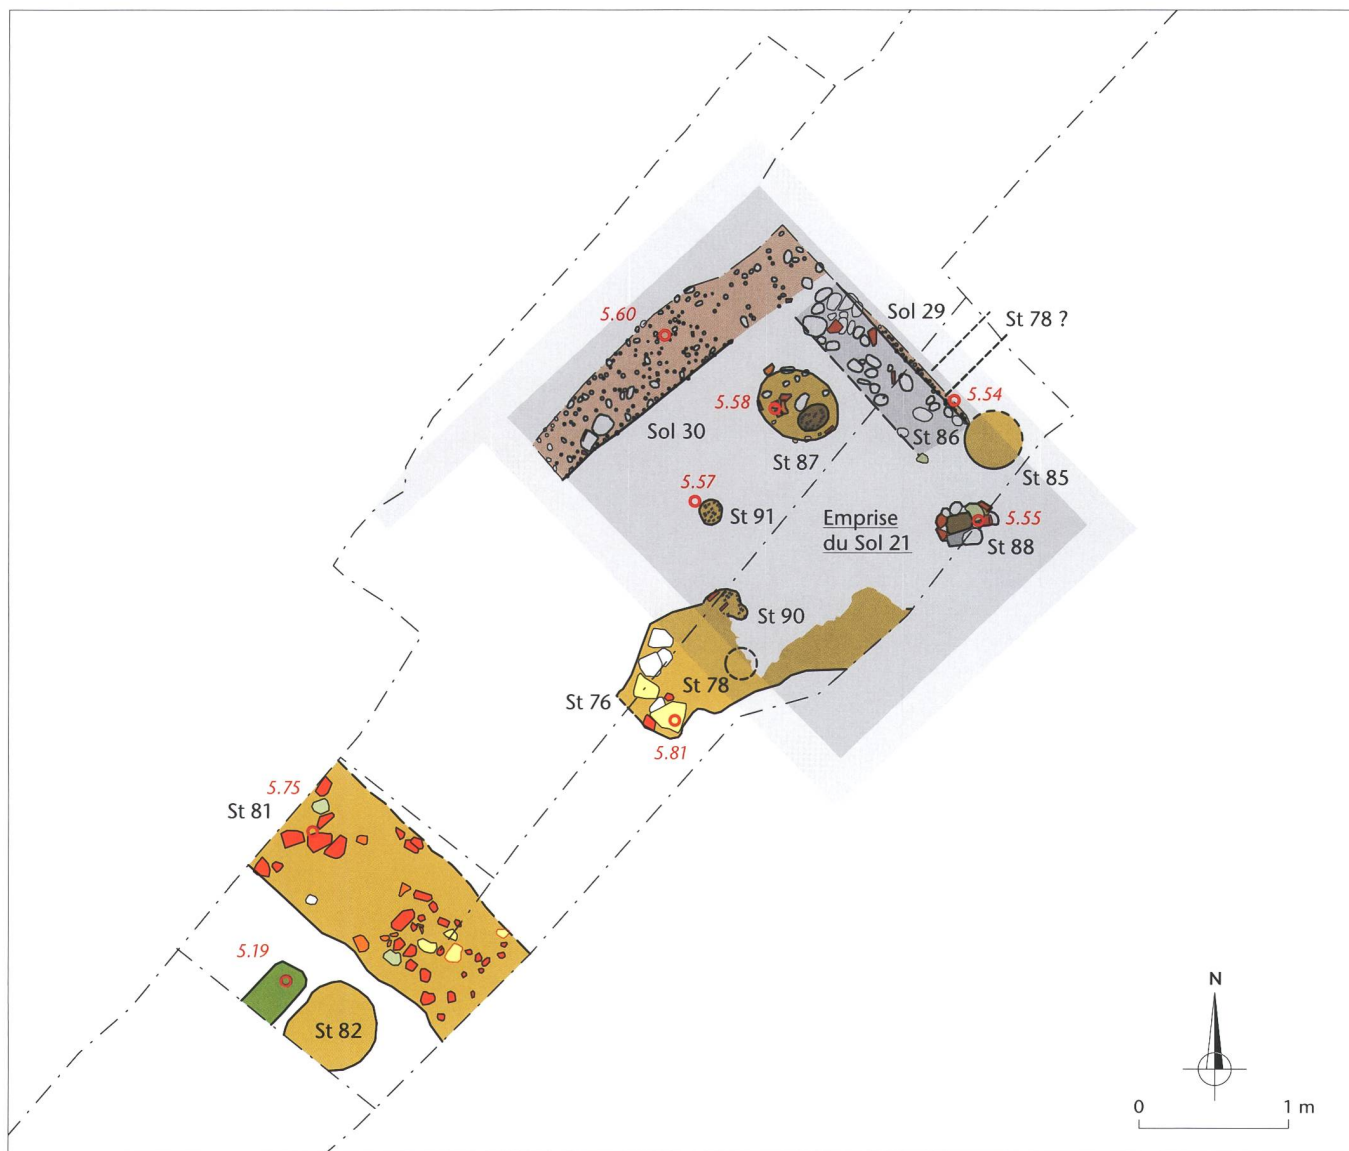 5.60
Sol 29
St 78 ?
5.58
5.54
Sol 30
St 86
St 87
St 85
5.57
St 91
Emprise
du Sol 21
5.55
St 88
St 90
St 76
St 78
5.81
5.75
St 81
5.19
St 82
N
0 1 m